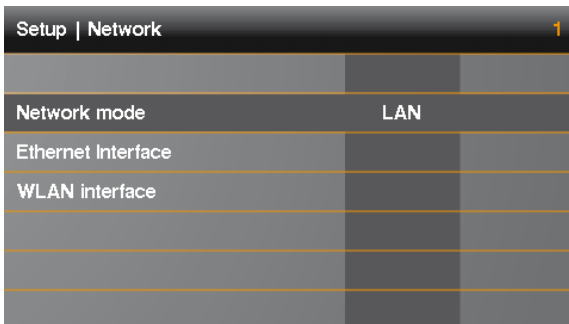 Setup | Network 1
Network mode LAN
Ethernet Interface
WLAN interface